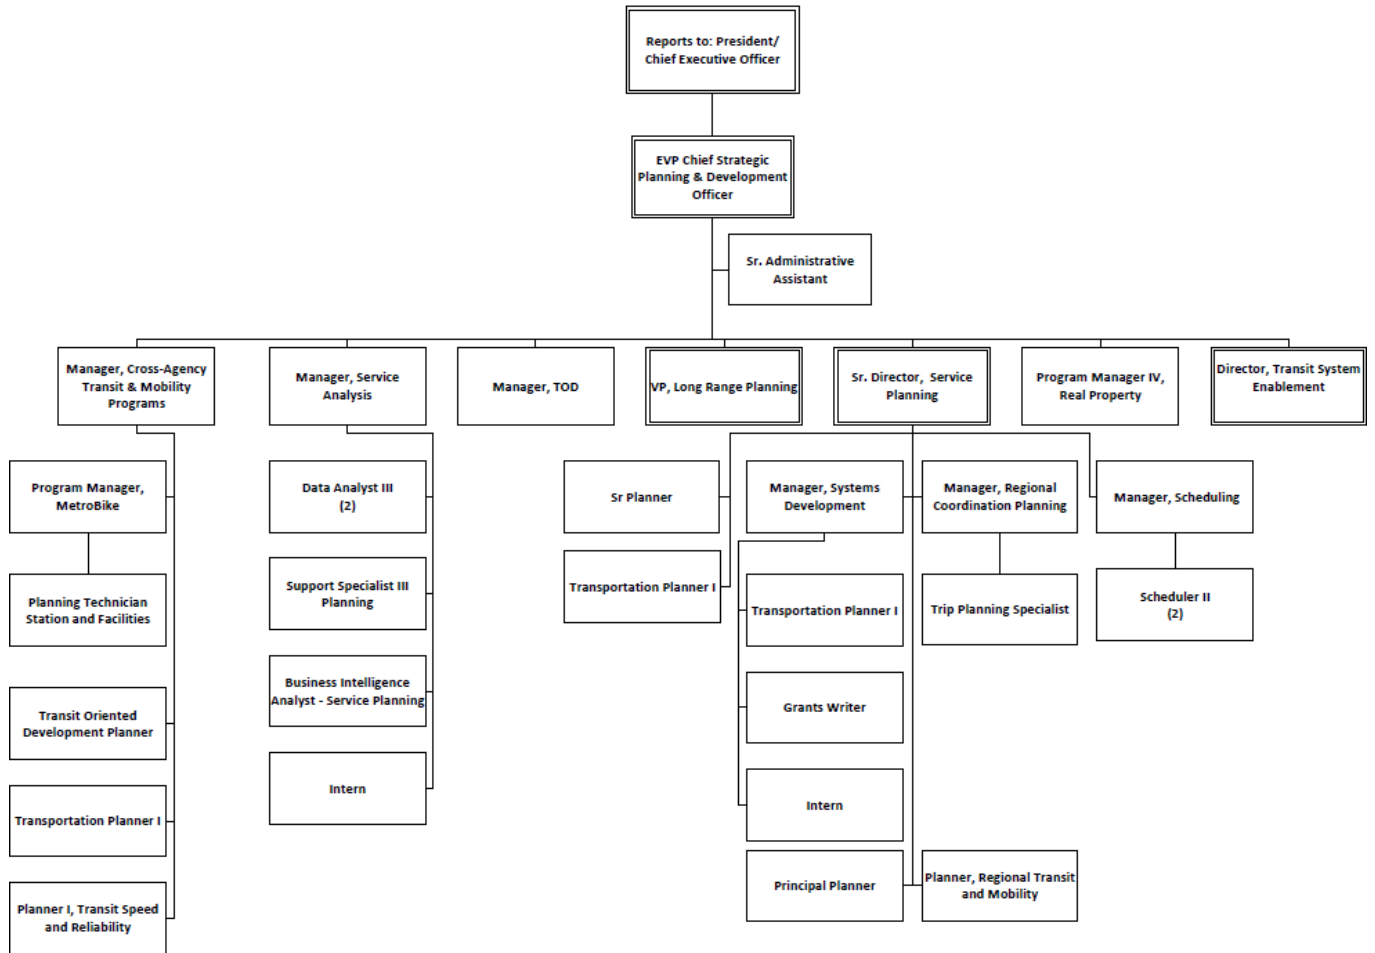 Reports to: President/
Chief Executive Officer
EVP Chief Strategic
Planning & Development
Officer
Sr. Administrative
Assistant
Manager, Cross-Agency
Transit & Mobility
Programs
Manager, Service
Analysis
Manager, TOD
VP, Long Range Planning
Sr. Director, Service
Planning
Program Manager IV,
Real Property
Director, Transit System
Enablement
Program Manager,
MetroBike
Data Analyst III
(2)
Sr Planner
Manager, Systems
Development
Manager, Regional
Coordination Planning
Manager, Scheduling
Planning Technician
Station and Facilities
Support Specialist III
Planning
Transportation Planner I
Transportation Planner I
Trip Planning Specialist
Scheduler II
(2)
Transit Oriented
Development Planner
Business Intelligence
Analyst - Service Planning
Grants Writer
Transportation Planner I
Intern
Intern
Planner I, Transit Speed
and Reliability
Principal Planner
Planner, Regional Transit
and Mobility